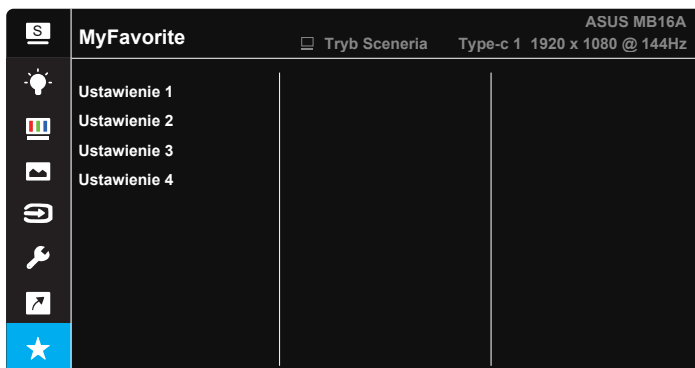 S
ASUS MB16A
MyFavorite
Tryb Sceneria Type-c 1 1920 x 1080 @ 144Hz
Ustawienie 1
Ustawienie 2
Ustawienie 3
Ustawienie 4